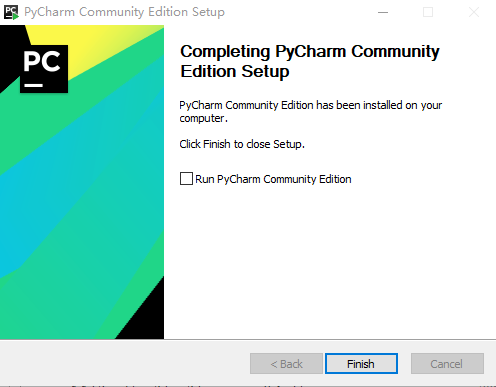 PyCharm Community Edition Setup
PC
Completing PyCharm Community
Edition Setup
PyCharm Community Edition has been installed on your
computer.
Click Finish to close Setup.
Run PyCharm Community Edition
< Back
Finish
Cancel